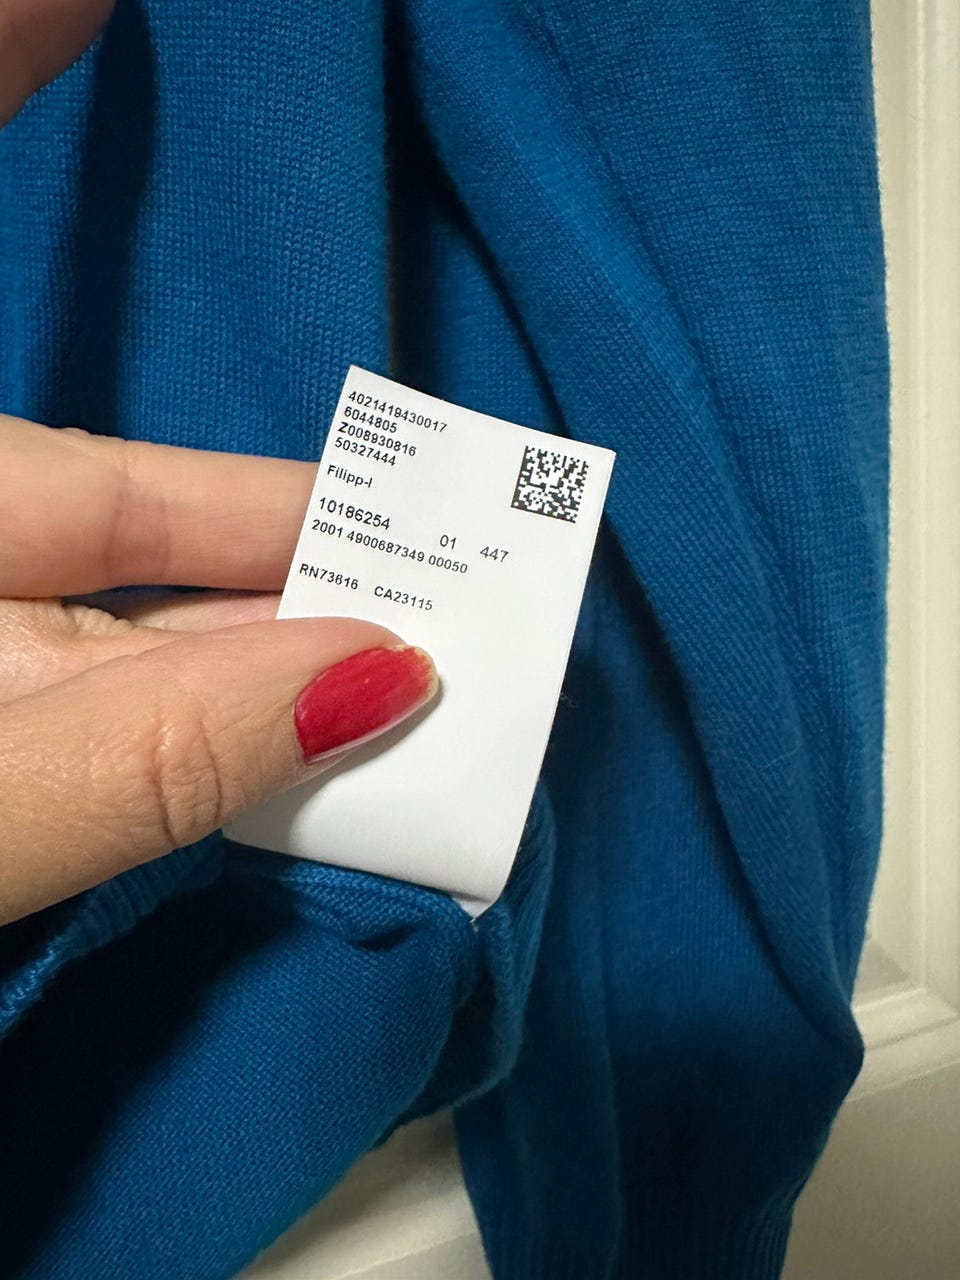 4021419430017
6044805
Z008930816
50327444
Filipp-I
10186254 01 447
2001 4900687349 00050
RN73616 CA23115